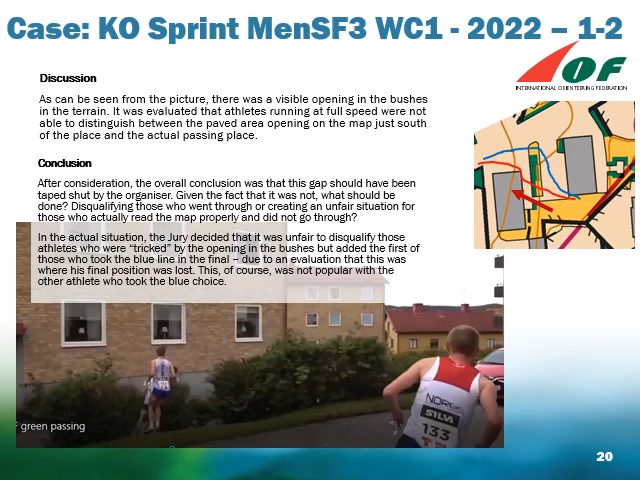 Case: KO Sprint MenSF3 WC1 - 2022 – 1-2
IOF
INTERNATIONAL ORIENTEERING FEDERATION
Discussion
As can be seen from the picture, there was a visible opening in the bushes
in the terrain. It was evaluated that athletes running at full speed were not
able to distinguish between the paved area opening on the map just south
of the place and the actual passing place.
Conclusion
After consideration, the overall conclusion was that this gap should have been
taped shut by the organiser. Given the fact that it was not, what should be
done? Disqualifying those who went through or creating an unfair situation for
those who actually read the map properly and did not go through?
In the actual situation, the Jury decided that it was unfair to disqualify those
athletes who were “tricked” by the opening in the bushes but added the first of
those who took the blue line in the final – due to an evaluation that this was
where his final position was lost. This, of course, was not popular with the
other athlete who took the blue choice.
green passing
NORG
SILVA
133
20